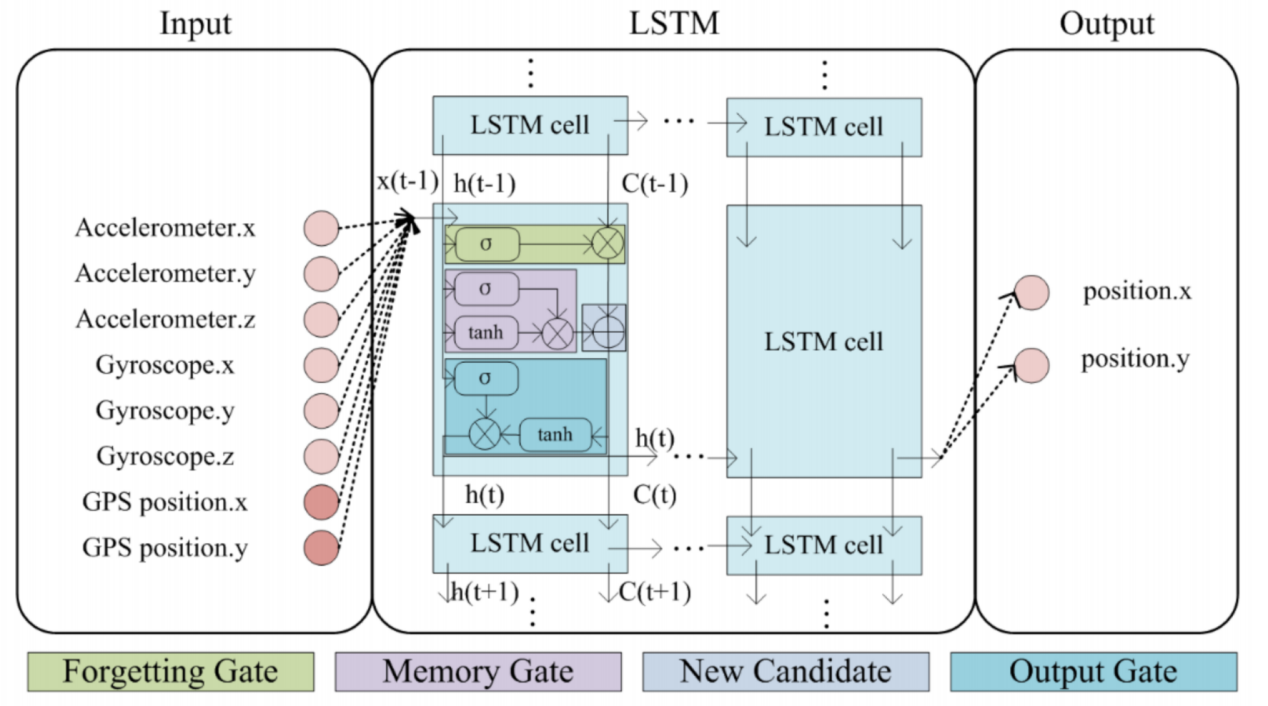 Input
LSTM
Output
LSTM cell
LSTM cell
x(t-1)
h(t-1)
C(t-1)
Accelerometer.x
Accelerometer.y
Accelerometer.z
Gyroscope.x
Gyroscope.y
Gyroscope.z
GPS position.x
GPS position.y
σ
σ
tanh
σ
tanh
LSTM cell
h(t)
h(t)
C(t)
LSTM cell
LSTM cell
h(t+1)
C(t+1)
position.x
position.y
Forgetting Gate
Memory Gate
New Candidate
Output Gate